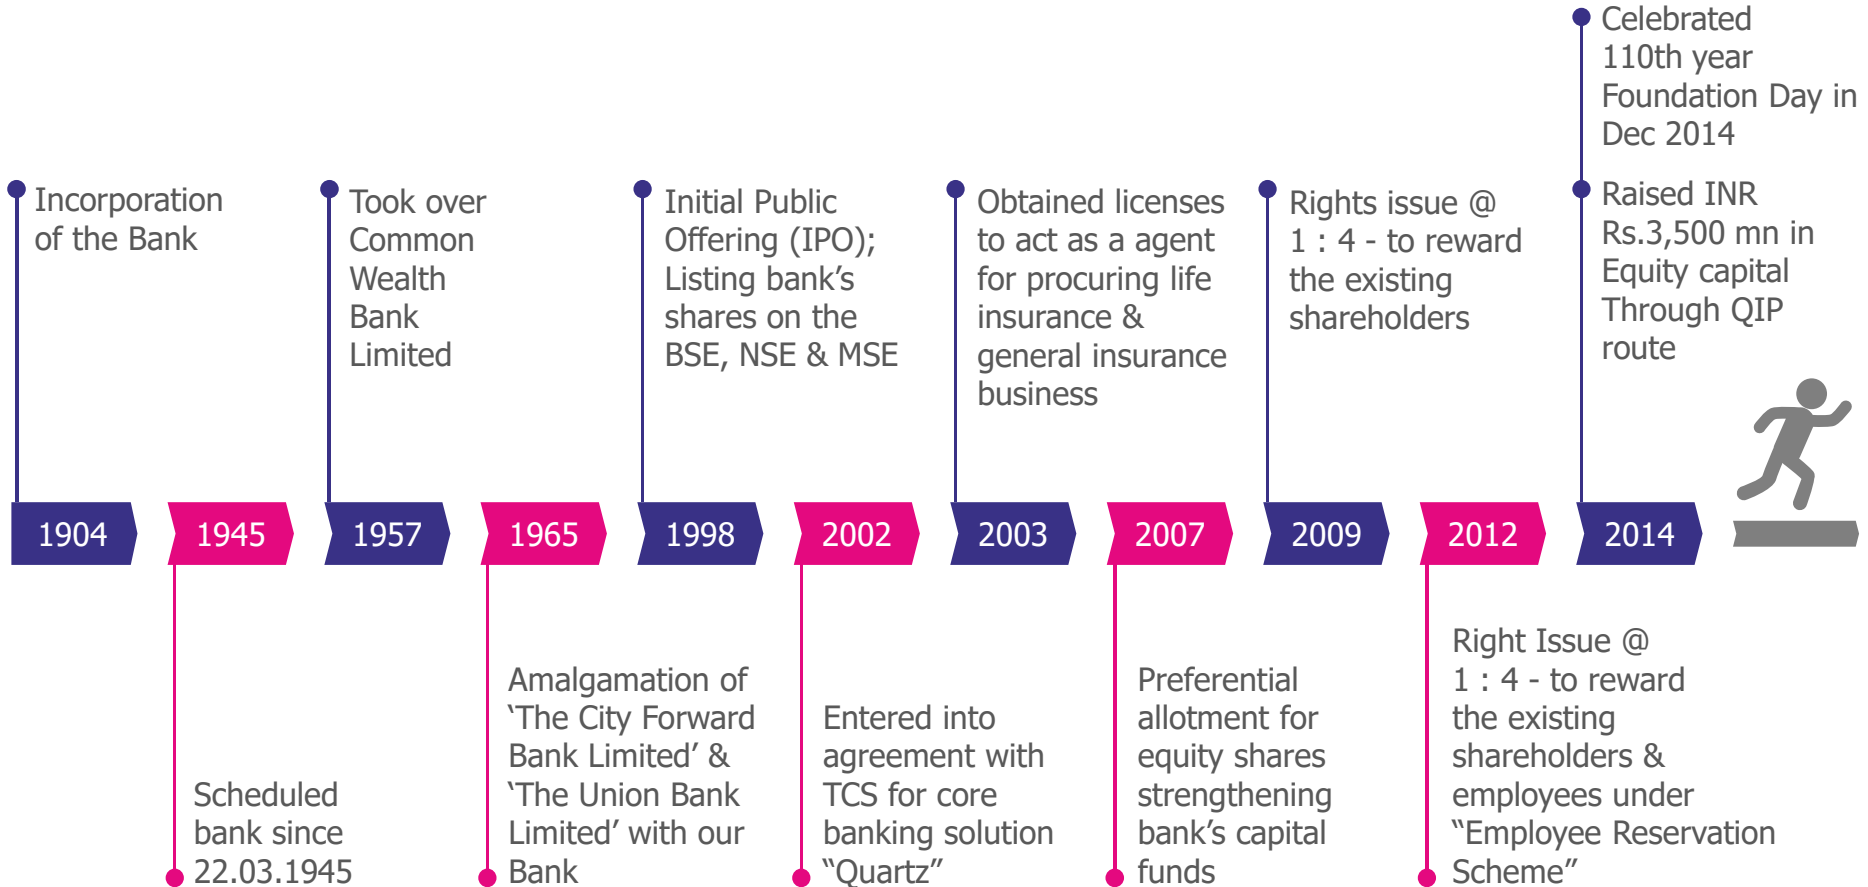 Celebrated
110th year
Foundation Day in
Dec 2014
Incorporation
of the Bank
Took over
Common
Wealth
Bank
Limited
Initial Public
Offering (IPO);
Listing bank’s
shares on the
BSE, NSE & MSE
Obtained licenses
to act as a agent
for procuring life
insurance &
general insurance
business
Rights issue @
1 : 4 - to reward
the existing
shareholders
Raised INR
Rs.3,500 mn in
Equity capital
Through QIP
route
1904
1945
1957
1965
1998
2002
2003
2007
2009
2012
2014
Scheduled
bank since
22.03.1945
Amalgamation of
‘The City Forward
Bank Limited’ &
‘The Union Bank
Limited’ with our
Bank
Entered into
agreement with
TCS for core
banking solution
“Quartz”
Preferential
allotment for
equity shares
strengthening
bank’s capital
funds
Right Issue @
1 : 4 - to reward
the existing
shareholders &
employees under
“Employee Reservation
Scheme”